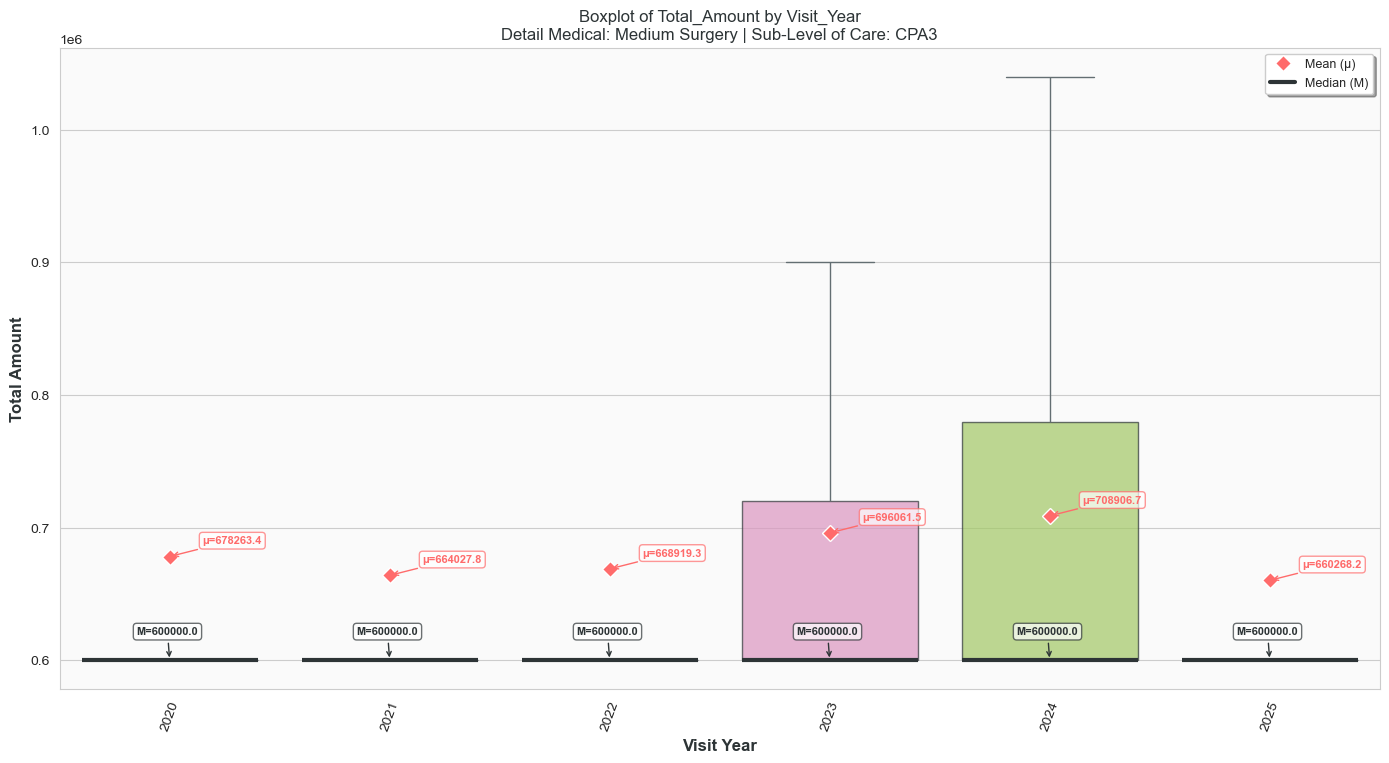 Boxplot of Total_Amount by Visit_Year
Detail Medical: Medium Surgery | Sub-Level of Care: CPA3
1e6
Mean (μ)
Median (M)
1.0
0.9
0.8
0.7
0.6
Total Amount
μ=678263.4
μ=664027.8
μ=668919.3
μ=696061.5
μ=708906.7
μ=660268.2
M=600000.0
M=600000.0
M=600000.0
M=600000.0
M=600000.0
M=600000.0
2020
2021
2022
2023
2024
2025
Visit Year